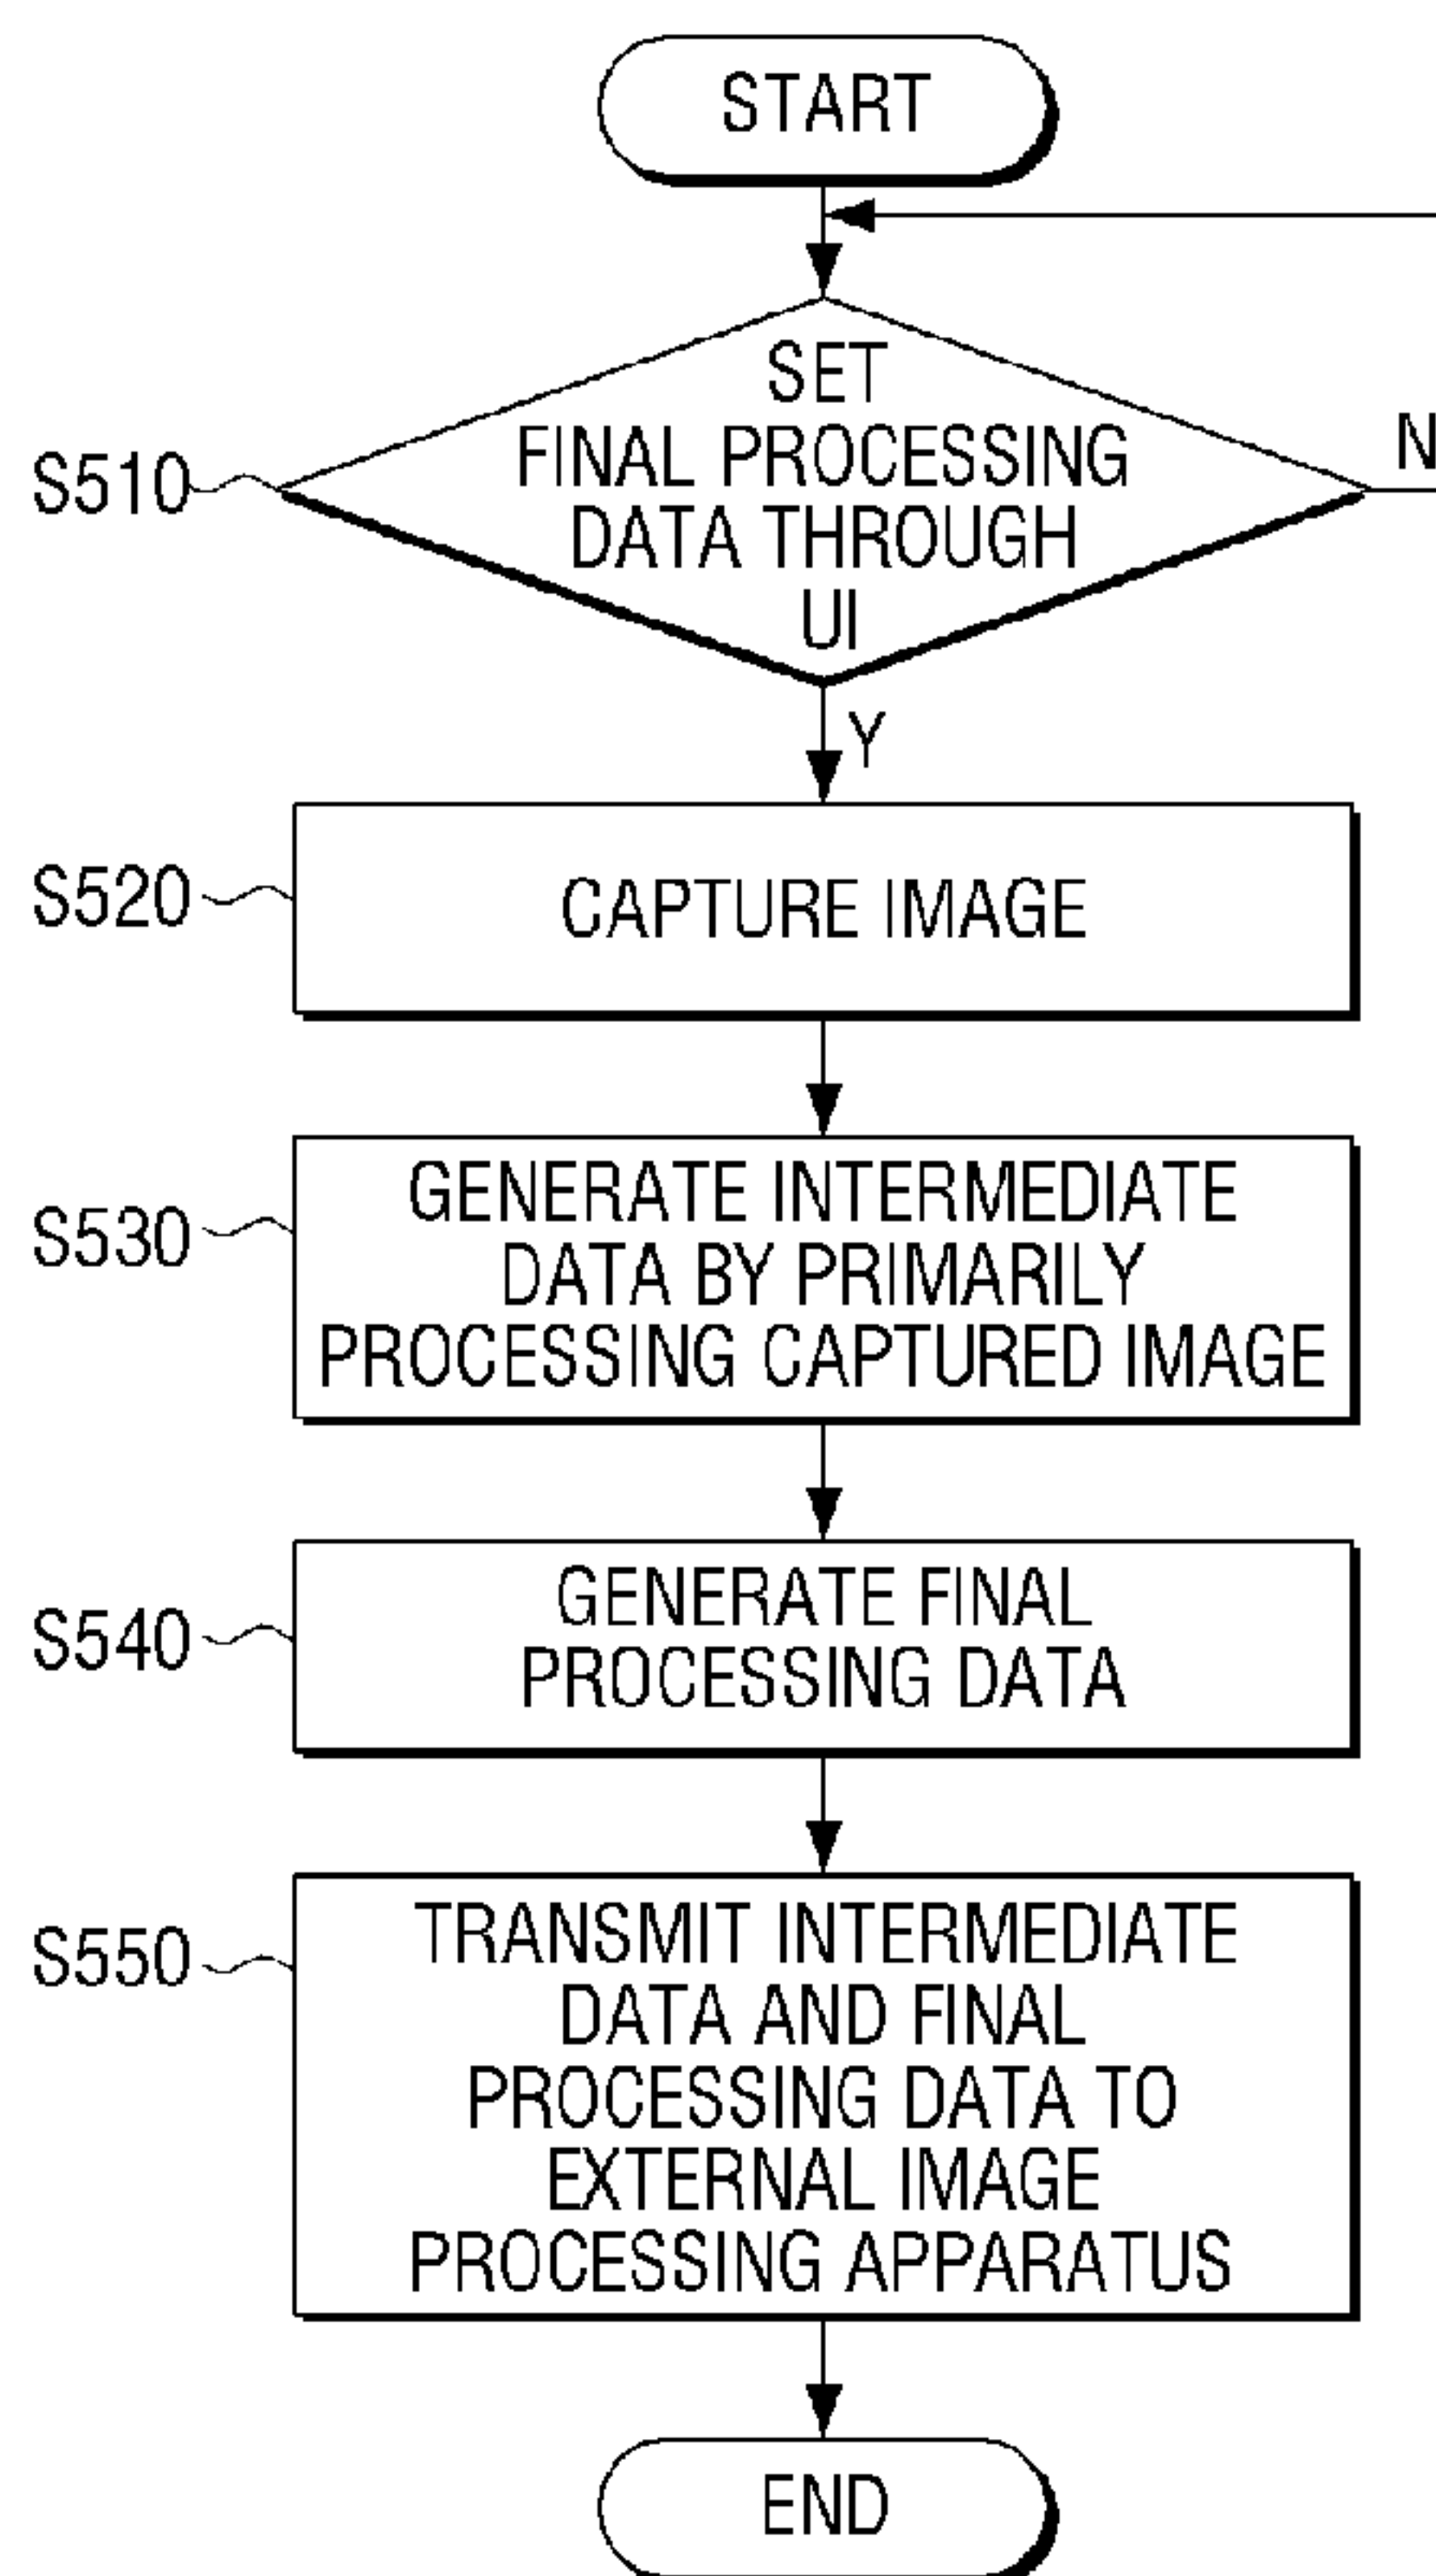 START
SET
FINAL PROCESSING
DATA THROUGH
UI
S510
N
Y
S520
CAPTURE IMAGE
S530
GENERATE INTERMEDIATE
DATA BY PRIMARILY
PROCESSING CAPTURED IMAGE
S540
GENERATE FINAL
PROCESSING DATA
S550
TRANSMIT INTERMEDIATE
DATA AND FINAL
PROCESSING DATA TO
EXTERNAL IMAGE
PROCESSING APPARATUS
END